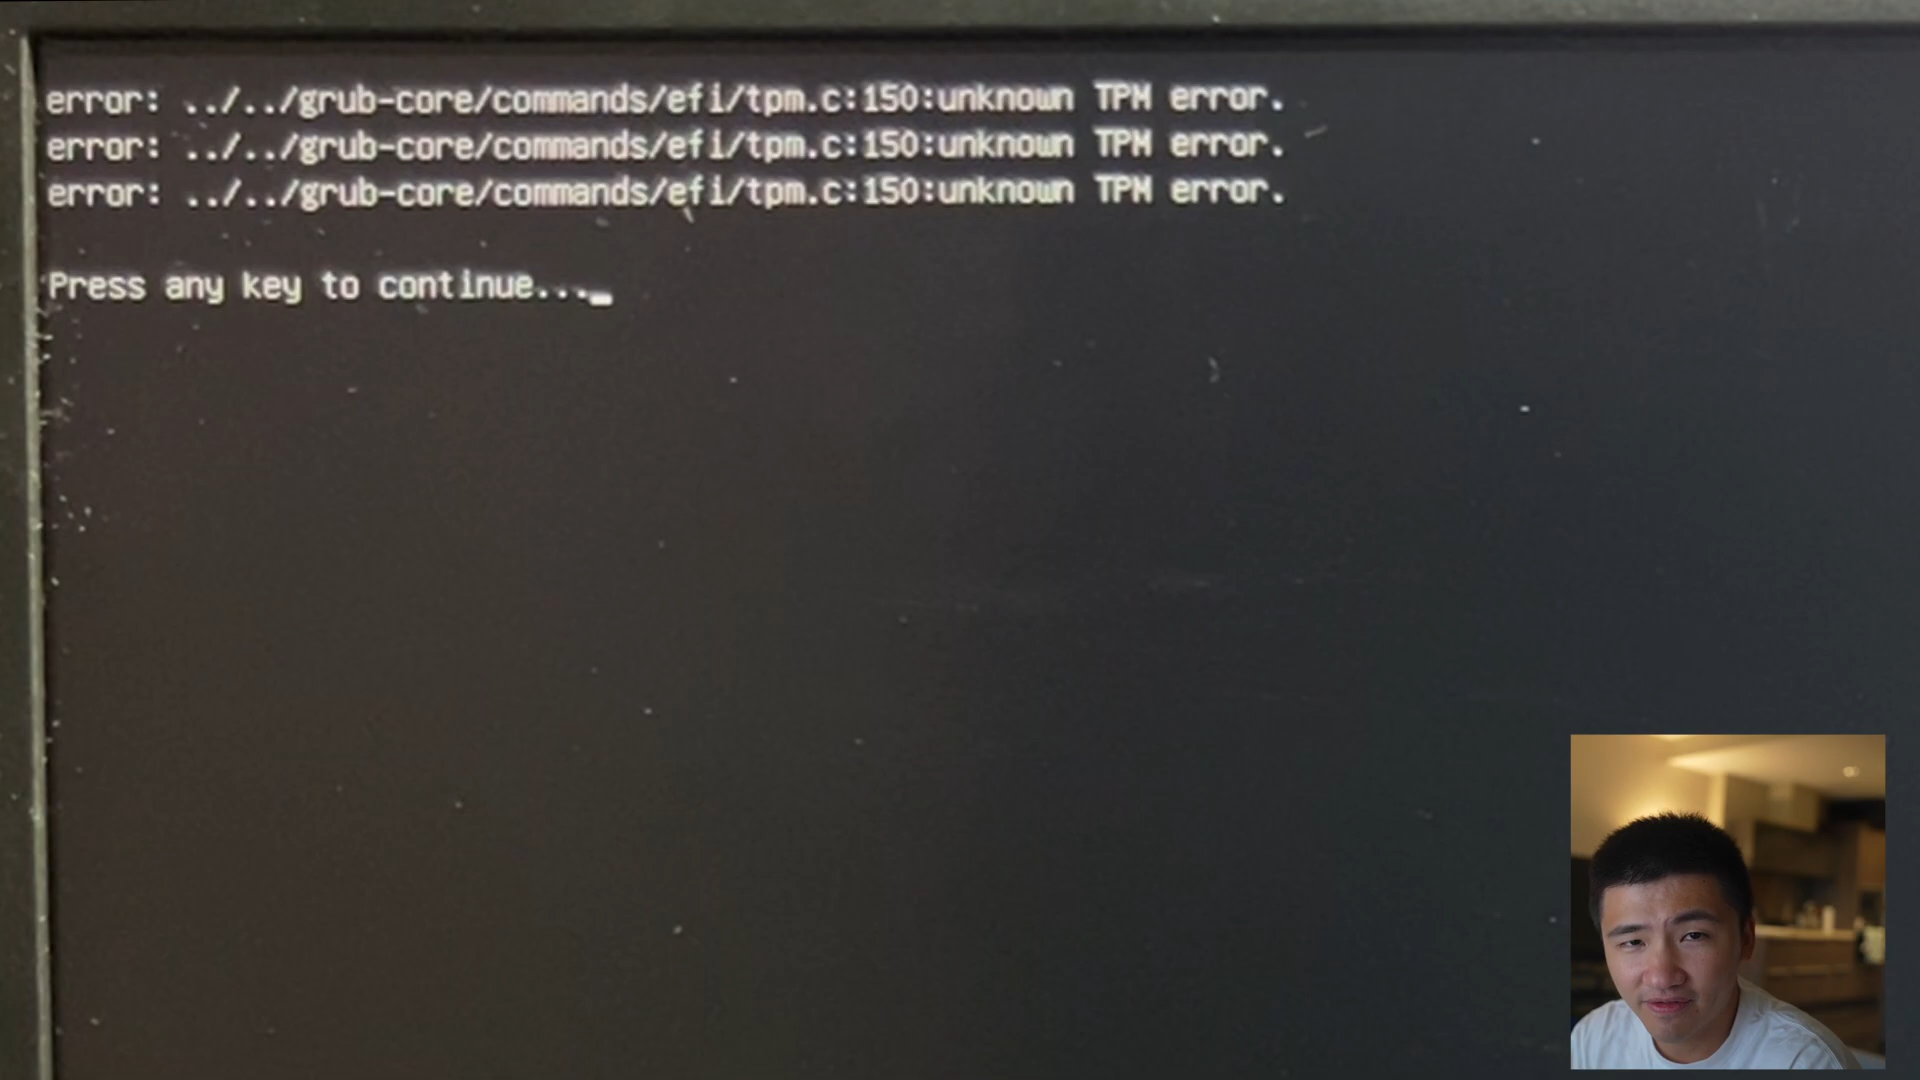 error: ../../grub-core/commands/efi/tpm.c:150:unknown TPM error.
error: ../../grub-core/commands/efi/tpm.c:150:unknown TPM error.
error: ../../grub-core/commands/efi/tpm.c:150:unknown TPM error.
Press any key to continue..._